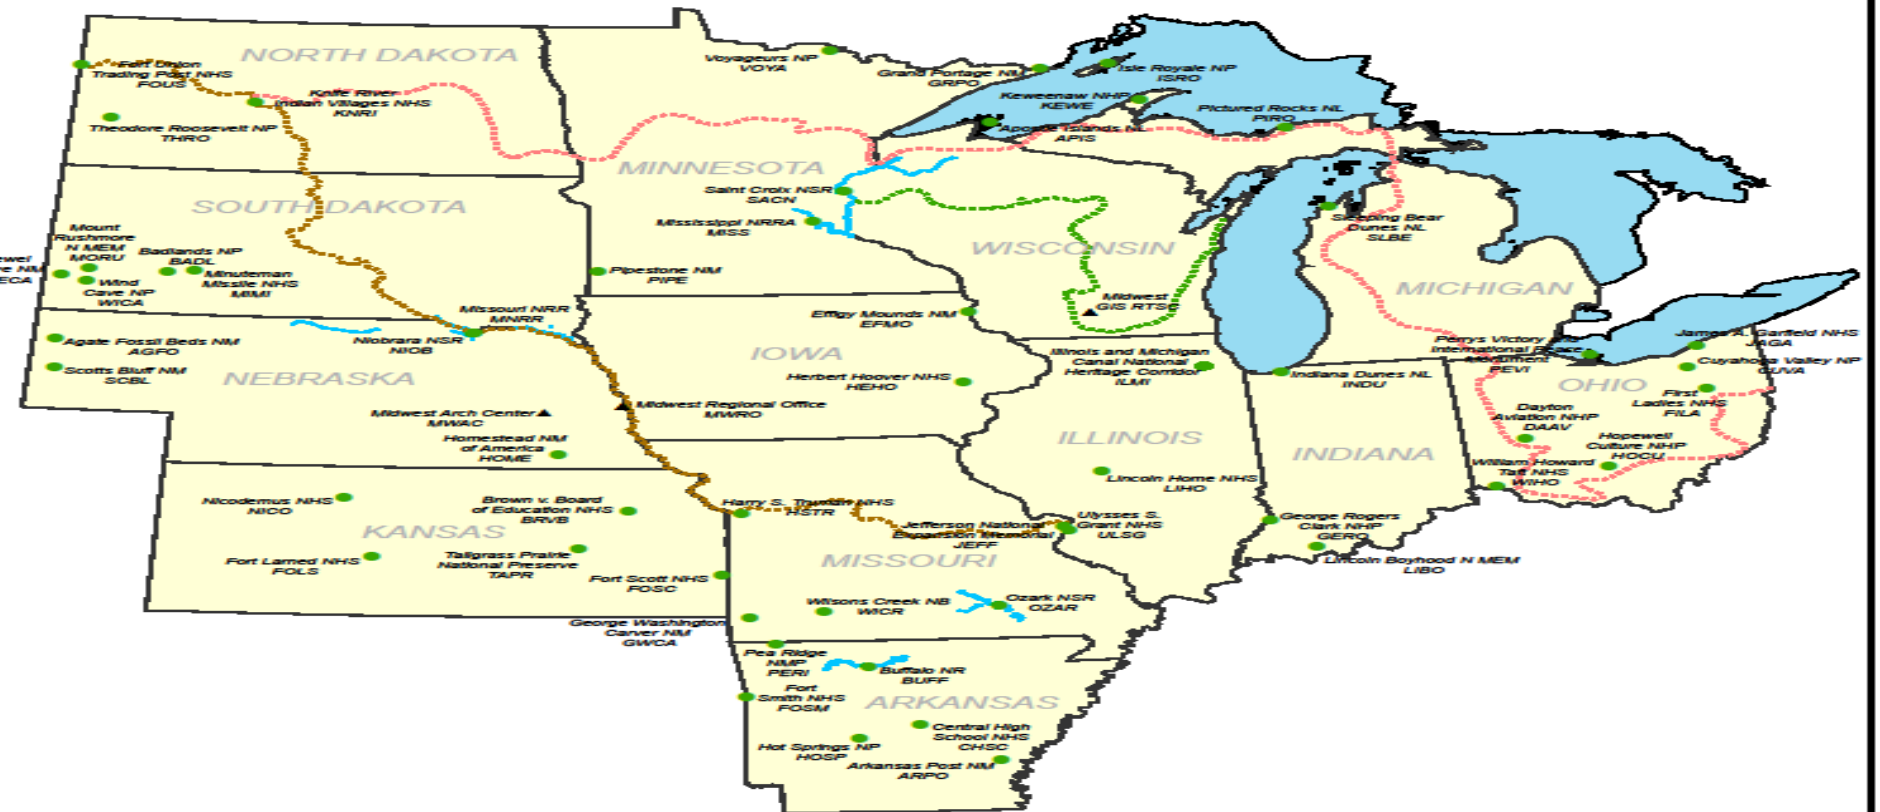 NORTH DAKOTA
Fort Union
Trading Post NHS
FOUS
Knife River
Indian Villages NHS
KNRI
Theodore Roosevelt NP
THRO
Voyageurs NP
VOYA
Grand Portage NM
GRPO
Isle Royale NP
ISRO
Keweenaw NHP
KEWE
Pictured Rocks NL
PIRO
Apostle Islands NL
APIS
MINNESOTA
Saint Croix NSR
SACN
Mississippi NRRA
MISS
Pipestone NM
PIPE
SOUTH DAKOTA
Mount
Rushmore
N MEM
MORU
Badlands NP
BADL
Minuteman
Missile NHS
MIMI
Wind
Cave NP
WICA
ewel
ve NM
ECA
WISCONSIN
Midwest
GIS RTSC
Sleeping Bear
Dunes NL
SLBE
MICHIGAN
Missouri NRR
MNRR
Niobrara NSR
NIOB
Agate Fossil Beds NM
AGFO
Scotts Bluff NM
SCBL
NEBRASKA
Midwest Arch Center
MWAC
Homestead NM
of America
HOME
Effigy Mounds NM
EFMO
IOWA
Herbert Hoover NHS
HEHO
Midwest Regional Office
MWRO
Illinois and Michigan
Canal National
Heritage Corridor
ILMI
Indiana Dunes NL
INDU
Perrys Victory and
International Peace
Monument
PEVI
James A. Garfield NHS
JAGA
Cuyahoga Valley NP
CUVA
OHIO
First
Ladies NHS
FILA
Dayton
Aviation NHP
DAAV
Hopewell
Culture NHP
HOCU
William Howard
Taft NHS
WIHO
ILLINOIS
INDIANA
Lincoln Home NHS
LIHO
Nicodemus NHS
NICO
Brown v. Board
of Education NHS
BRVB
KANSAS
Fort Larned NHS
FOLS
Tallgrass Prairie
National Preserve
TAPR
Fort Scott NHS
FOSC
Harry S. Truman NHS
HSTR
Jefferson National
Expansion Memorial
JEFF
Ulysses S.
Grant NHS
ULSG
George Rogers
Clark NHP
GERO
Lincoln Boyhood N MEM
LIBO
MISSOURI
Wilsons Creek NB
WICR
Ozark NSR
OZAR
George Washington
Carver NM
GWCA
Pea Ridge
NMP
PERI
Buffalo NR
BUFF
Fort
Smith NHS
FOSM
ARKANSAS
Central High
School NHS
CHSC
Hot Springs NP
HOSP
Arkansas Post NM
ARPO